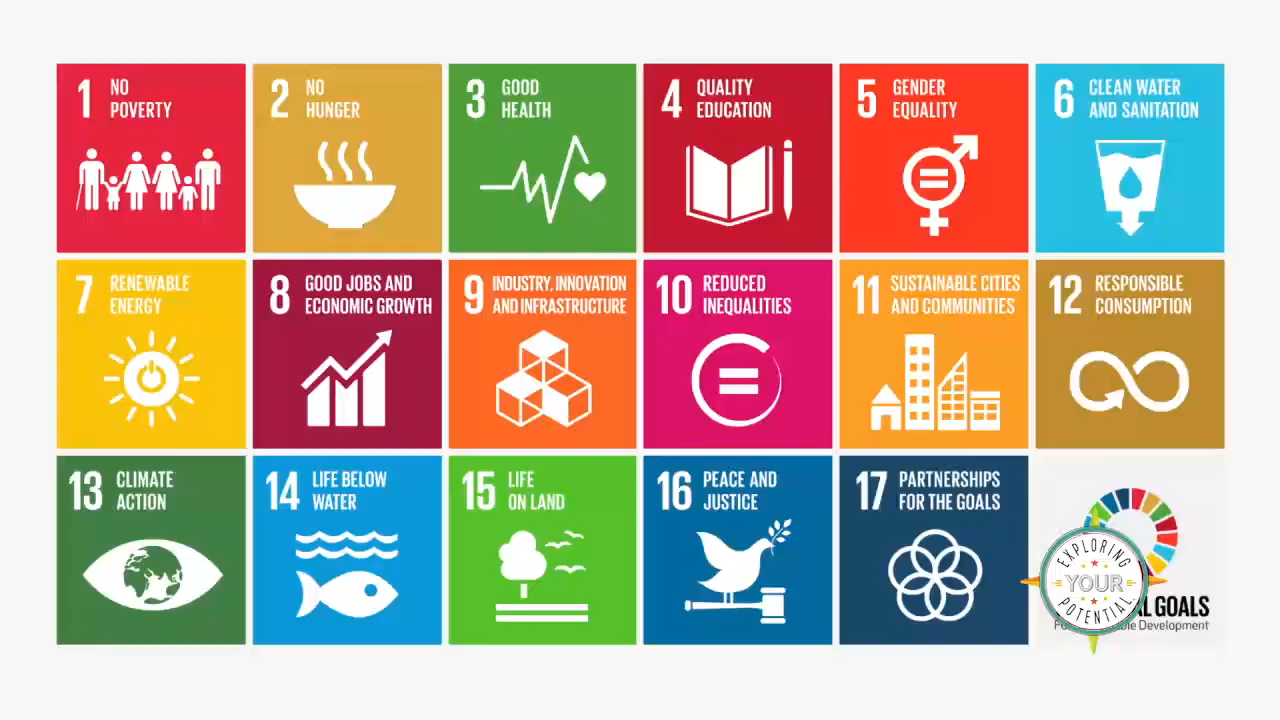 1 NO
POVERTY
2 NO
HUNGER
3 GOOD
HEALTH
4 QUALITY
EDUCATION
5 GENDER
EQUALITY
6 CLEAN WATER
AND SANITATION
7 RENEWABLE
ENERGY
8 GOOD JOBS AND
ECONOMIC GROWTH
9 INDUSTRY, INNOVATION
AND INFRASTRUCTURE
10 REDUCED
INEQUALITIES
11 SUSTAINABLE CITIES
AND COMMUNITIES
12 RESPONSIBLE
CONSUMPTION
13 CLIMATE
ACTION
14 LIFE BELOW
WATER
15 LIFE
ON LAND
16 PEACE AND
JUSTICE
17 PARTNERSHIPS
FOR THE GOALS
EXPLORING
YOUR
POTENTIAL
GOALS
Development